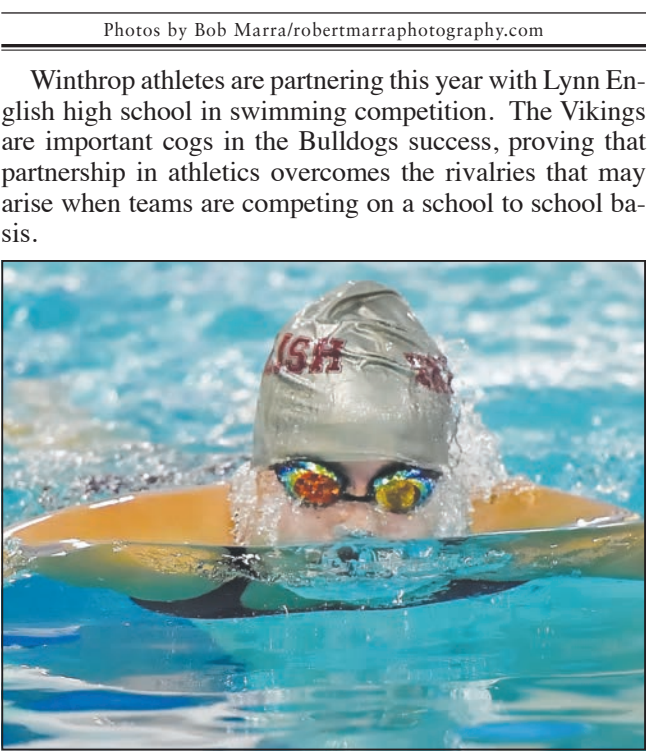 Photos by Bob Marra/robertmarraphotography.com
Winthrop athletes are partnering this year with Lynn En-
glish high school in swimming competition. The Vikings
are important cogs in the Bulldogs success, proving that
partnership in athletics overcomes the rivalries that may
arise when teams are competing on a school to school ba-
sis.